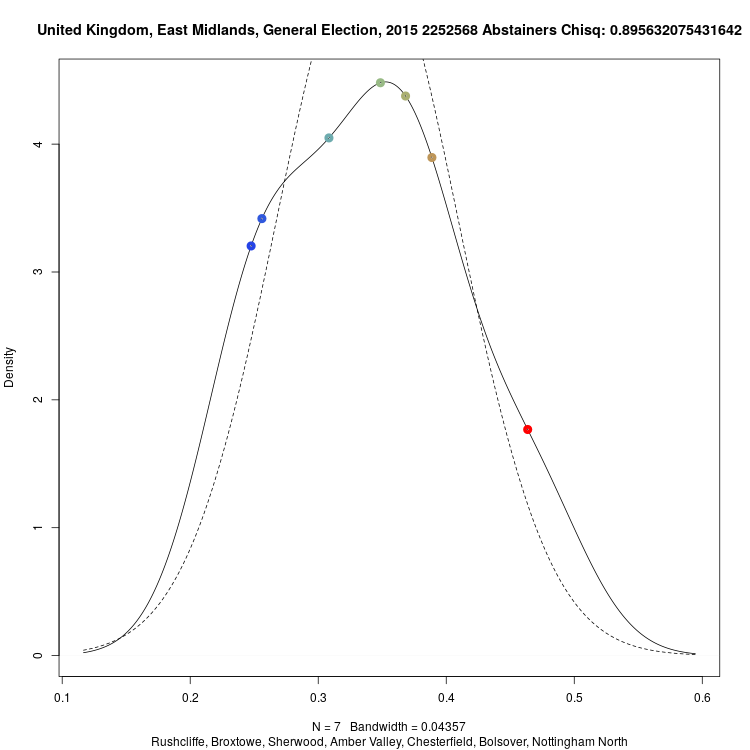 United Kingdom, East Midlands, General Election, 2015 2252568 Abstainers Chisq: 0.895632075431642
4
3
2
1
0
Density
0.1 0.2 0.3 0.4 0.5 0.6
N = 7 Bandwidth = 0.04357
Rushcliffe, Broxtowe, Sherwood, Amber Valley, Chesterfield, Bolsover, Nottingham North